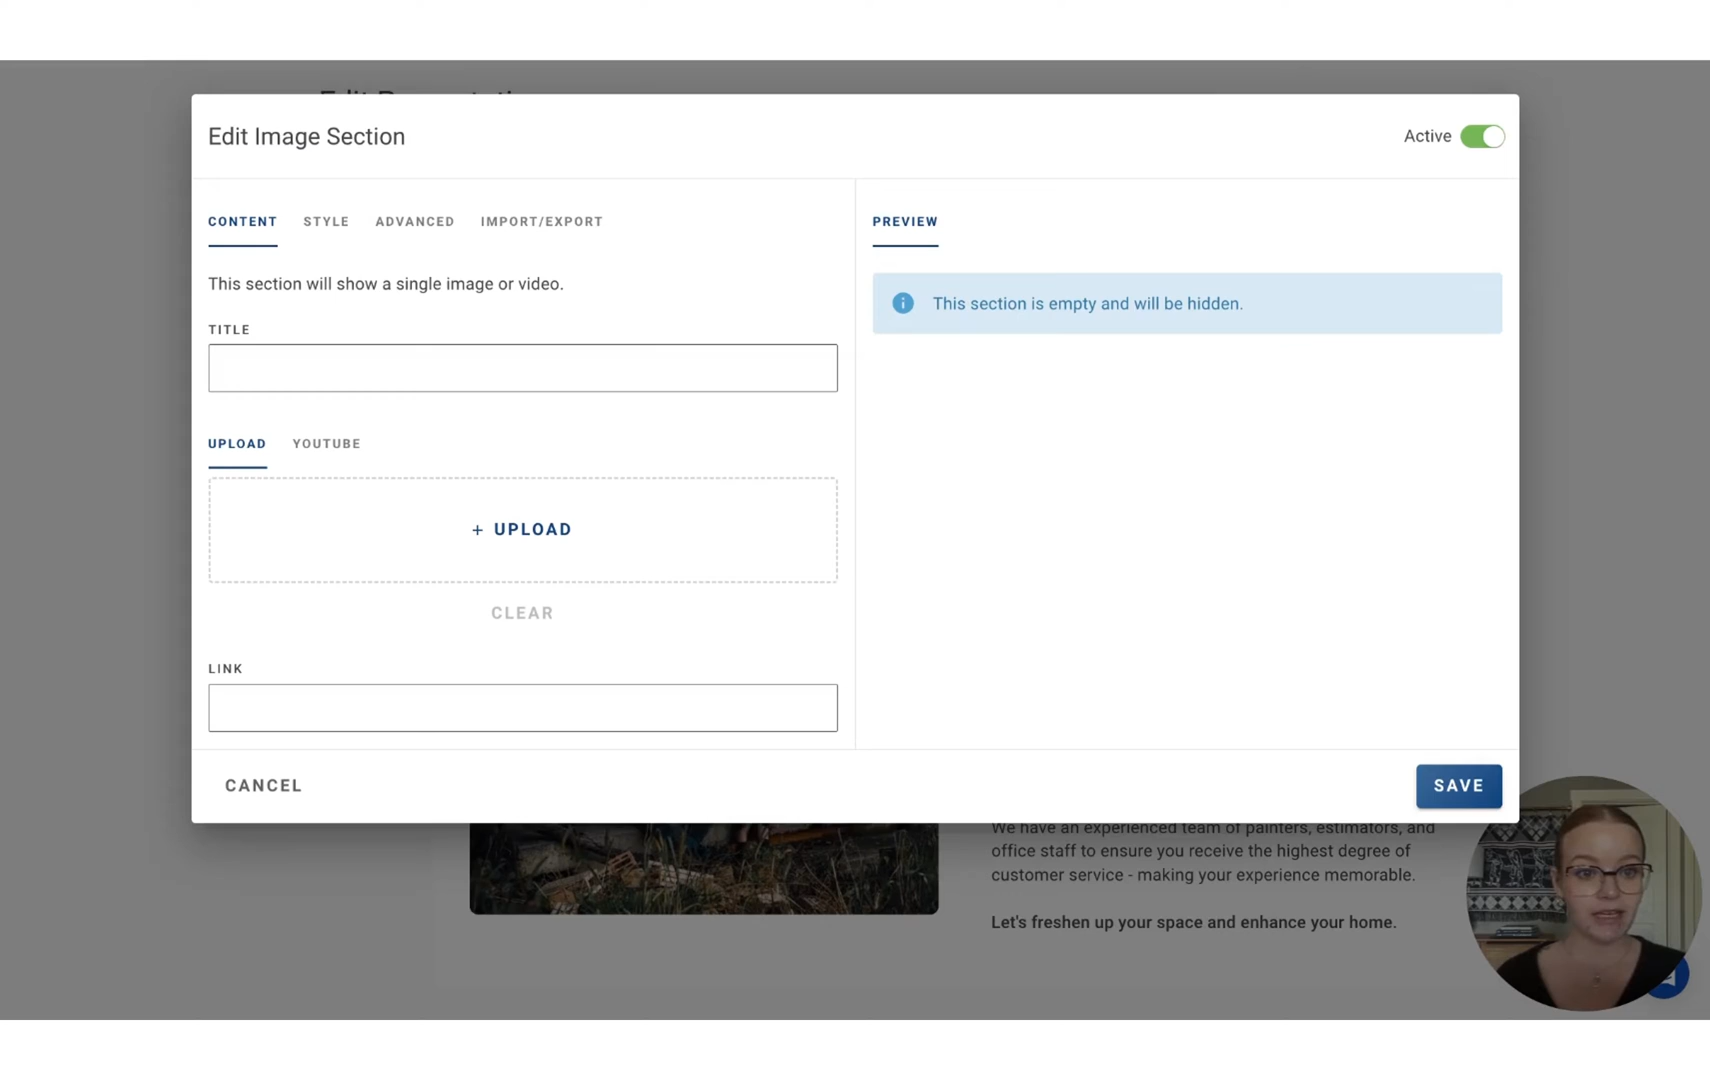 Edit Image Section
Active
CONTENT STYLE ADVANCED IMPORT/EXPORT
This section will show a single image or video.
TITLE
UPLOAD YOUTUBE
+ UPLOAD
CLEAR
LINK
PREVIEW
This section is empty and will be hidden.
CANCEL
SAVE
We have an experienced team of painters, estimators, and
office staff to ensure you receive the highest degree of
customer service - making your experience memorable.
Let's freshen up your space and enhance your home.